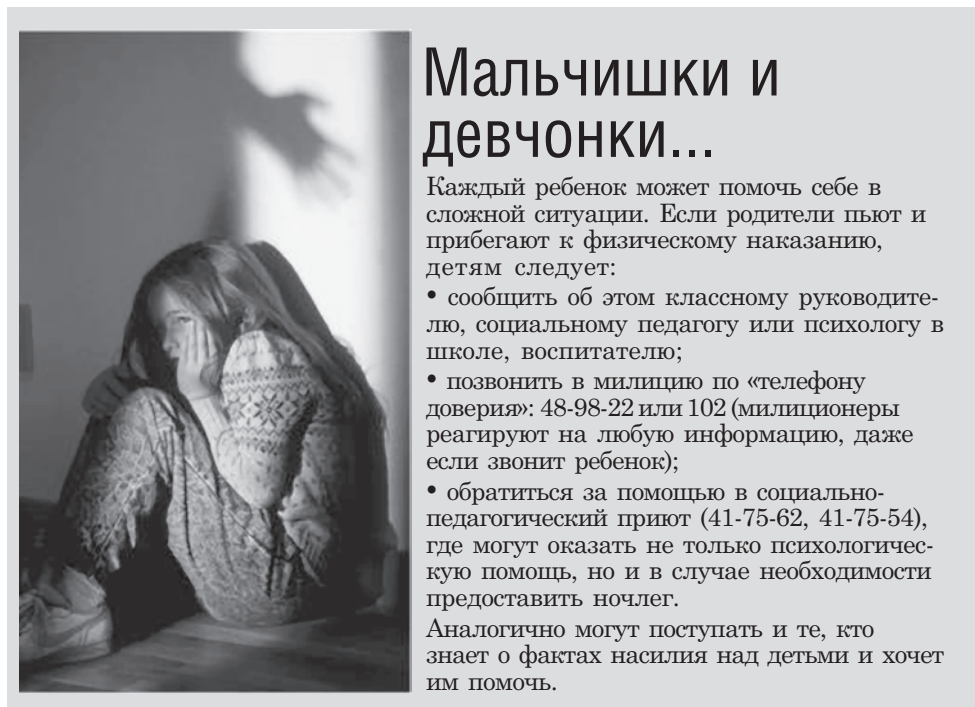 Мальчишки и
девчонки...
Каждый ребенок может помочь себе в
сложной ситуации. Если родители пьют и
прибегают к физическому наказанию,
детям следует:
• сообщить об этом классному руководите-
лю, социальному педагогу или психологу в
школе, воспитателю;
• позвонить в милицию по «телефону
доверия»: 48-98-22 или 102 (милиционеры
реагируют на любую информацию, даже
если звонит ребенок);
• обратиться за помощью в социально-
педагогический приют (41-75-62, 41-75-54),
где могут оказать не только психологичес-
кую помощь, но и в случае необходимости
предоставить ночлег.
Аналогично могут поступать и те, кто
знает о фактах насилия над детьми и хочет
им помочь.